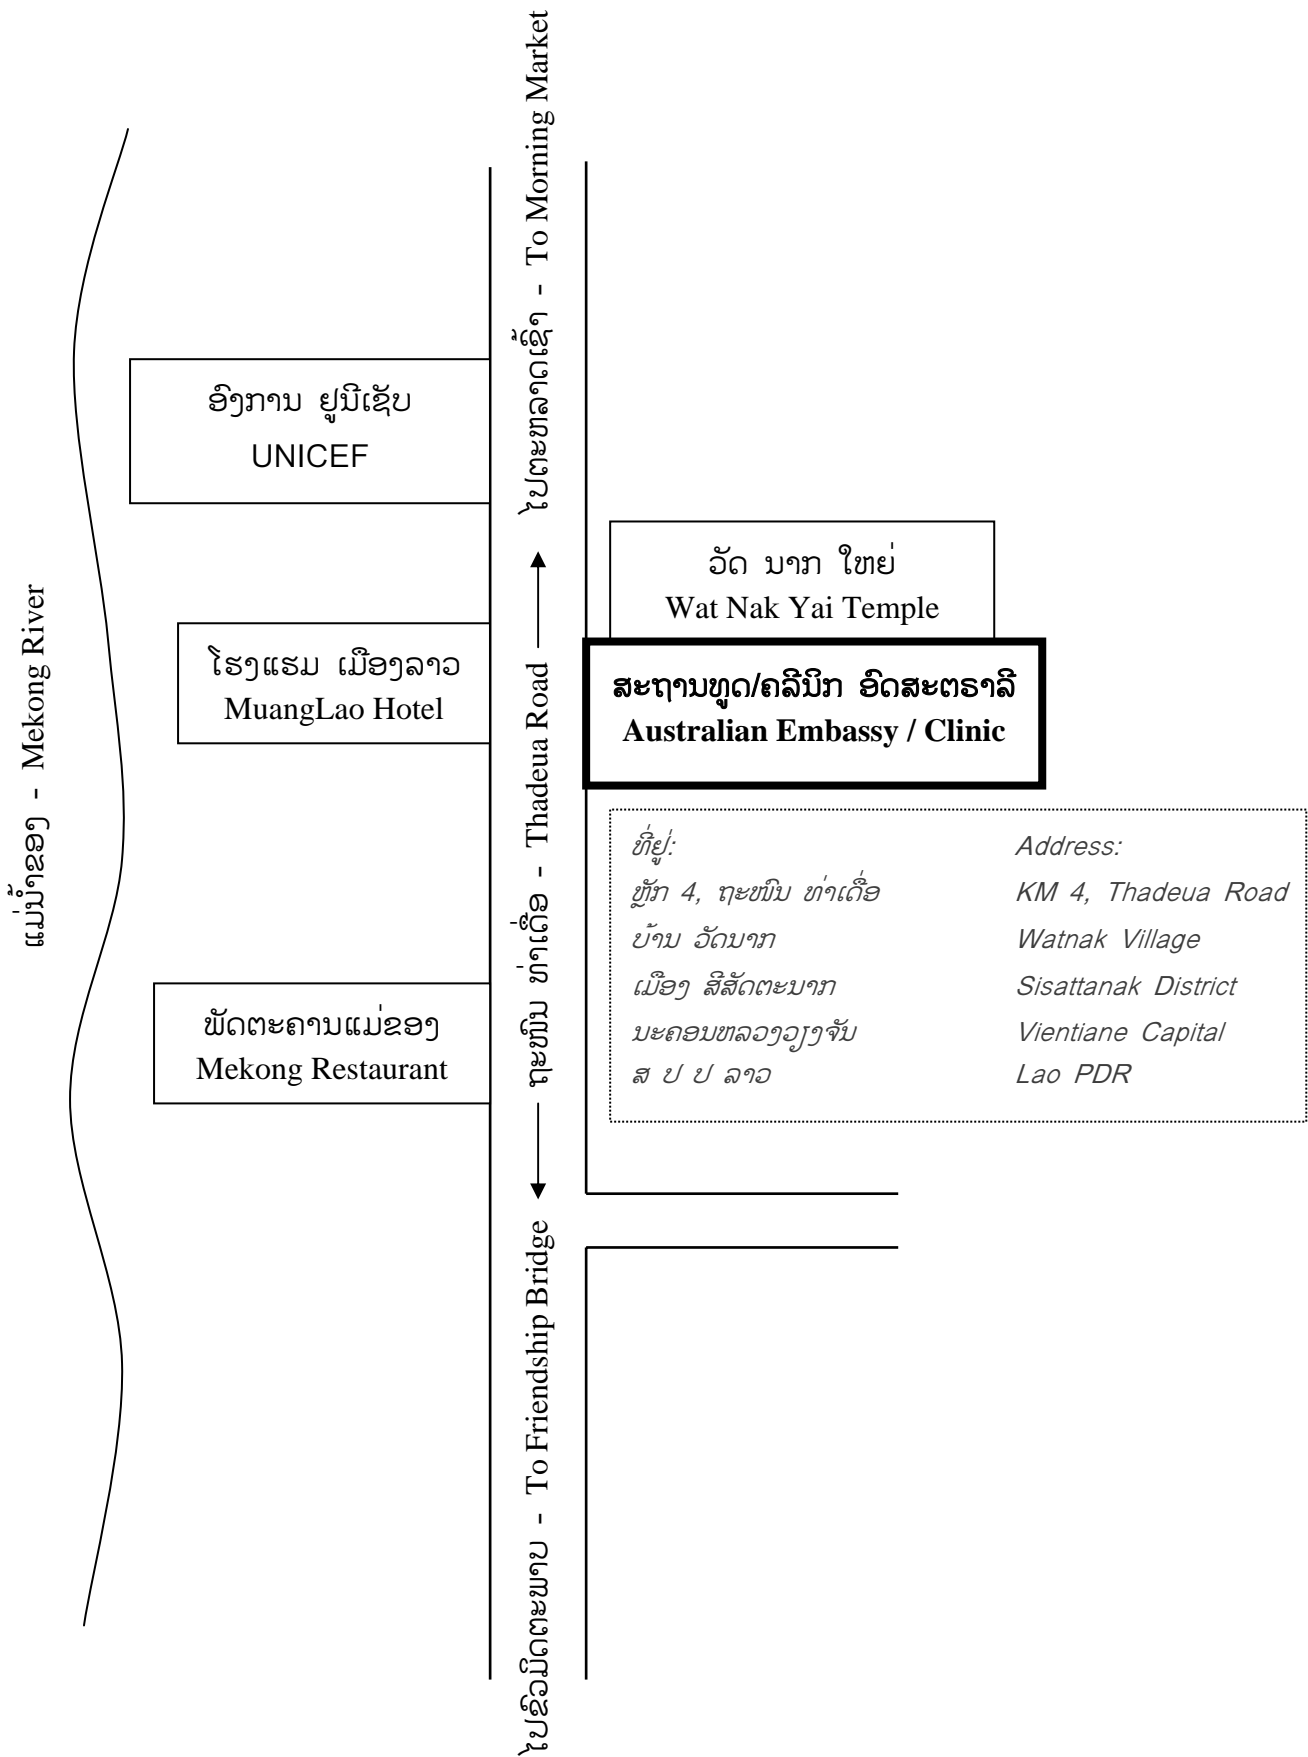 ໄປຕະຫລາດເຊົ້າ - To Morning Market
ອົງການ ຢູນີເຊັບ
UNICEF
ວັດ ນາກ ໃຫຍ່
Wat Nak Yai Temple
ໂຮງແຮມ ເມືອງລາວ
MuangLao Hotel
ສະຖານທູດ/ຄລີນິກ ອົດສະຕຣາລີ
Australian Embassy / Clinic
ແມ່ນ້ຳຂອງ - Mekong River
ຖະໜົນ ທ່າເດື່ອ - Thadeua Road
ທີ່ຢູ່: Address:
ຫຼັກ 4, ຖະໜົນ ທ່າເດື່ອ KM 4, Thadeua Road
ບ້ານ ວັດນາກ Watnak Village
ເມືອງ ສີສັດຕະນາກ Sisattanak District
ນະຄອນຫລວງວຽງຈັນ Vientiane Capital
ສ ປ ປ ລາວ Lao PDR
ພັດຕະຄານແມ່ຂອງ
Mekong Restaurant
ໄປຂົວມິດຕະພາບ - To Friendship Bridge